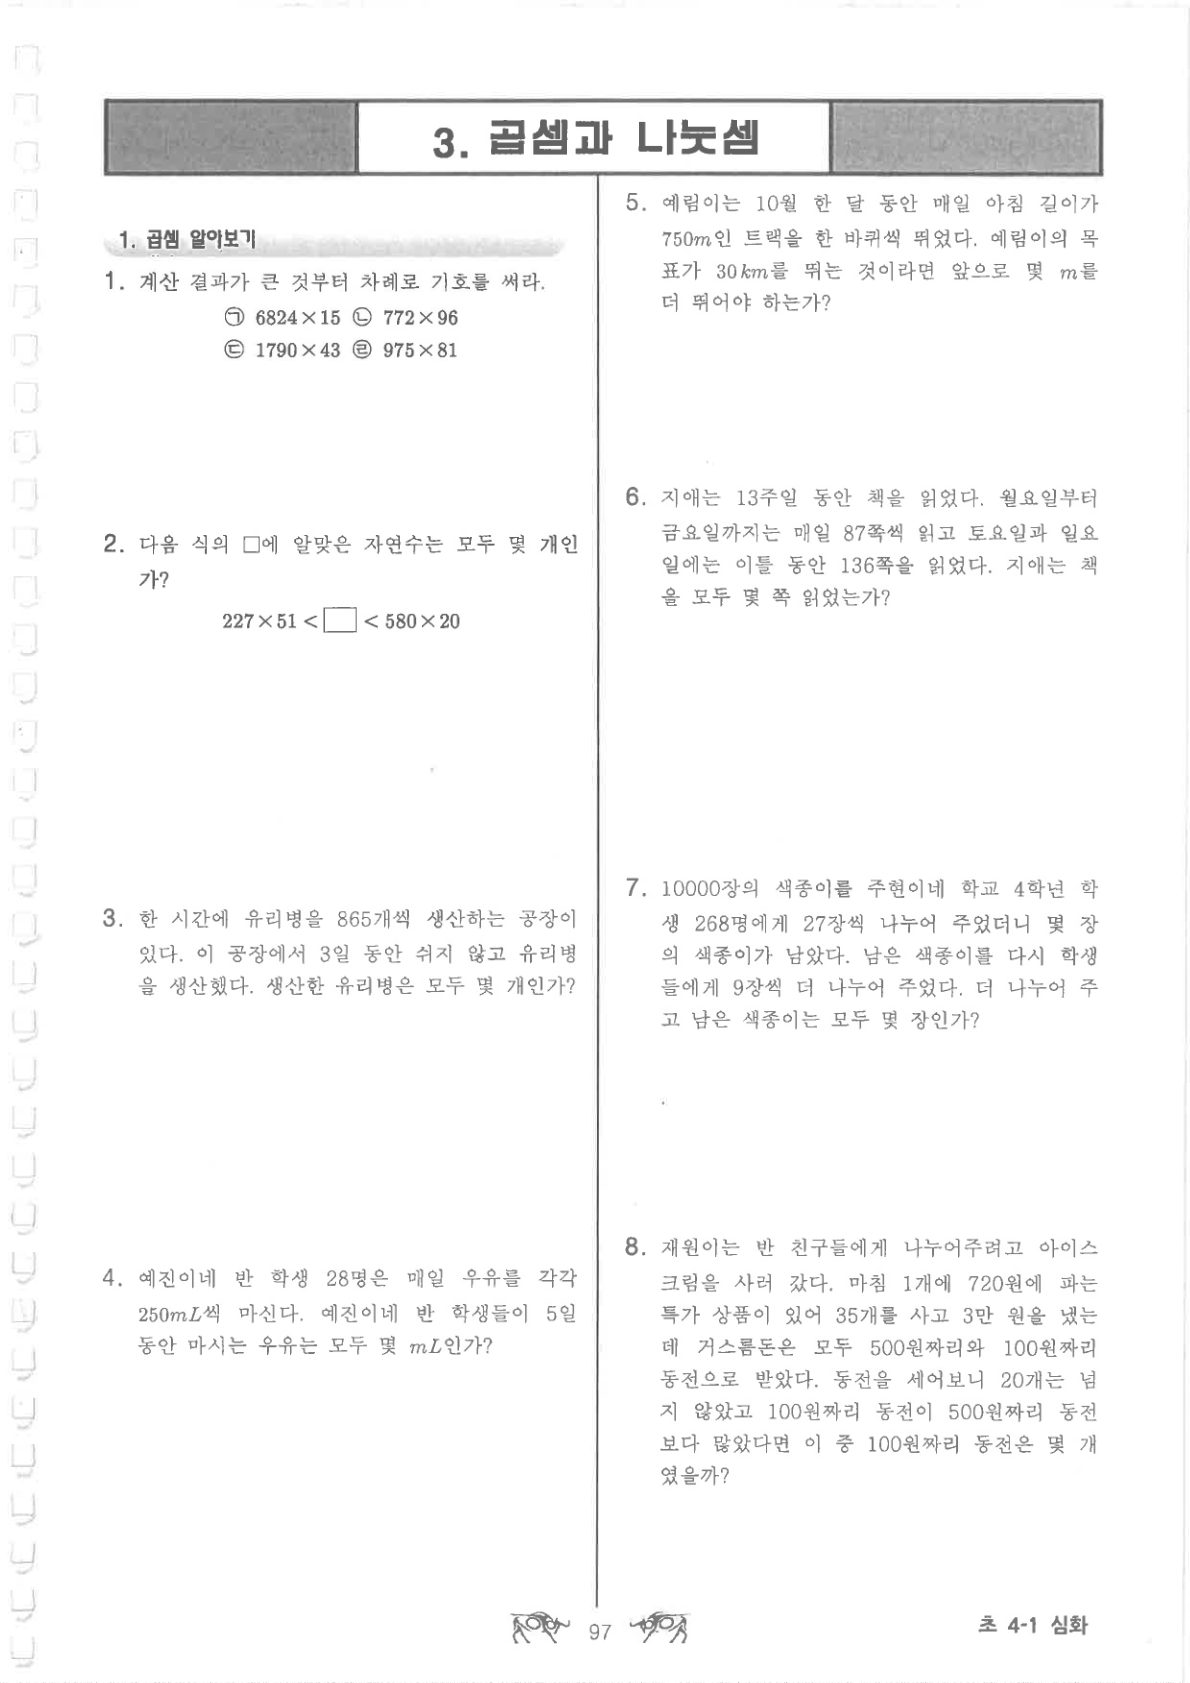 3. 곱셈과 나눗셈
1. 곱셈 알아보기
1. 계산 결과가 큰 것부터 차례로 기호를 써라.
㉠ 6824×15 ㉡ 772×96
㉢ 1790×43 ㉣ 975×81
2. 다음 식의 □에 알맞은 자연수는 모두 몇 개인
가?
227×51<□<580×20
3. 한 시간에 유리병을 865개씩 생산하는 공장이
있다. 이 공장에서 3일 동안 쉬지 않고 유리병
을 생산했다. 생산한 유리병은 모두 몇 개인가?
4. 예진이네 반 학생 28명은 매일 우유를 각각
250mL씩 마신다. 예진이네 반 학생들이 5일
동안 마시는 우유는 모두 몇 mL인가?
5. 예림이는 10월 한 달 동안 매일 아침 길이가
750m인 트랙을 한 바퀴씩 뛰었다. 예림이의 목
표가 30km를 뛰는 것이라면 앞으로 몇 m를
더 뛰어야 하는가?
6. 지애는 13주일 동안 책을 읽었다. 월요일부터
금요일까지는 매일 87쪽씩 읽고 토요일과 일요
일에는 이틀 동안 136쪽을 읽었다. 지애는 책
을 모두 몇 쪽 읽었는가?
7. 10000장의 색종이를 주현이네 학교 4학년 학
생 268명에게 27장씩 나누어 주었더니 몇 장
의 색종이가 남았다. 남은 색종이를 다시 학생
들에게 9장씩 더 나누어 주었다. 더 나누어 주
고 남은 색종이는 모두 몇 장인가?
8. 재원이는 반 친구들에게 나누어주려고 아이스
크림을 사러 갔다. 마침 1개에 720원에 파는
특가 상품이 있어 35개를 사고 3만 원을 냈는
데 거스름돈은 모두 500원짜리와 100원짜리
동전으로 받았다. 동전을 세어보니 20개는 넘
지 않았고 100원짜리 동전이 500원짜리 동전
보다 많았다면 이 중 100원짜리 동전은 몇 개
였을까?
97
초 4-1 심화